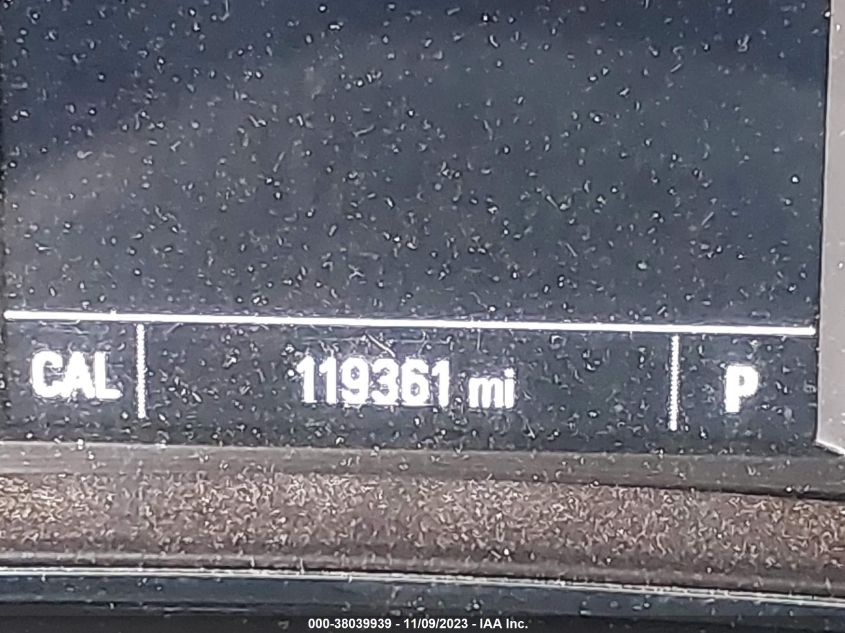 CAL 119361 mi P
000-38039939 - 11/09/2023 - IAA Inc.